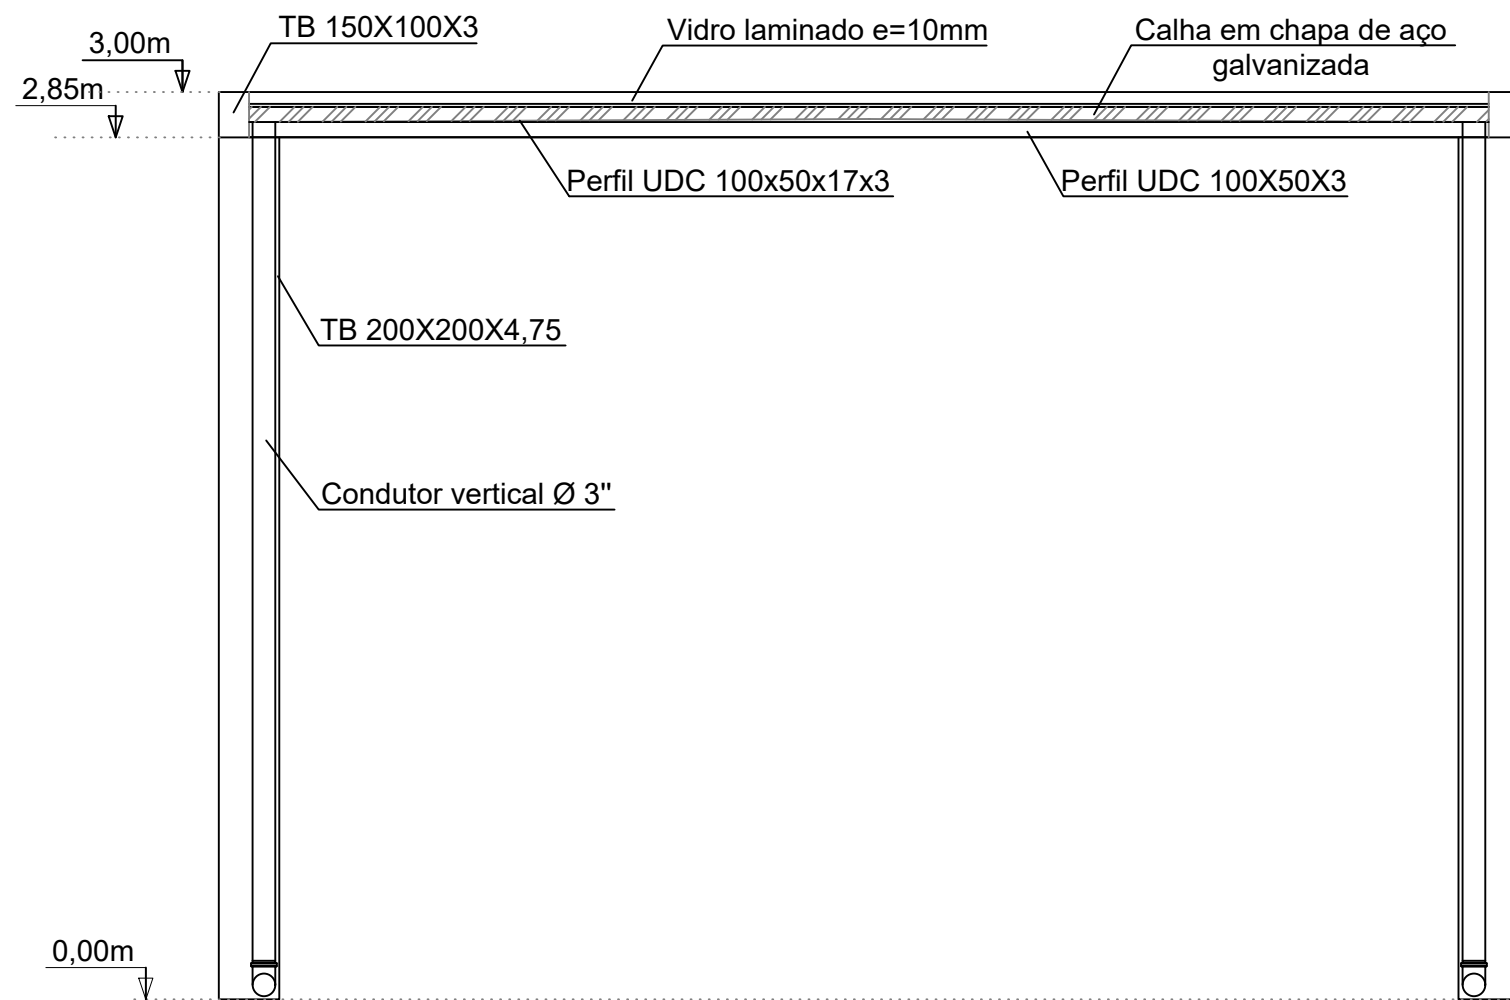 TB 150X100X3
Vidro laminado e=10mm
Calha em chapa de aço
galvanizada
3,00m
2,85m
Perfil UDC 100x50x17x3
Perfil UDC 100X50X3
TB 200X200X4,75
Condutor vertical Ø 3"
0,00m